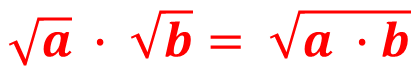 √a · √b = √a · b